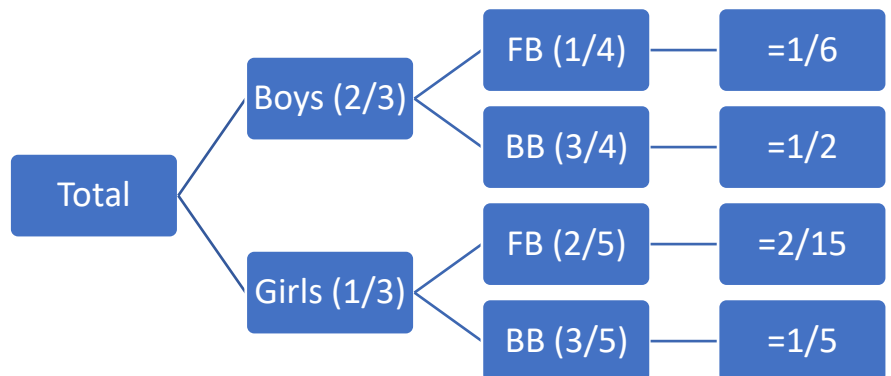 Total
Boys (2/3)
FB (1/4)
=1/6
BB (3/4)
=1/2
Girls (1/3)
FB (2/5)
=2/15
BB (3/5)
=1/5